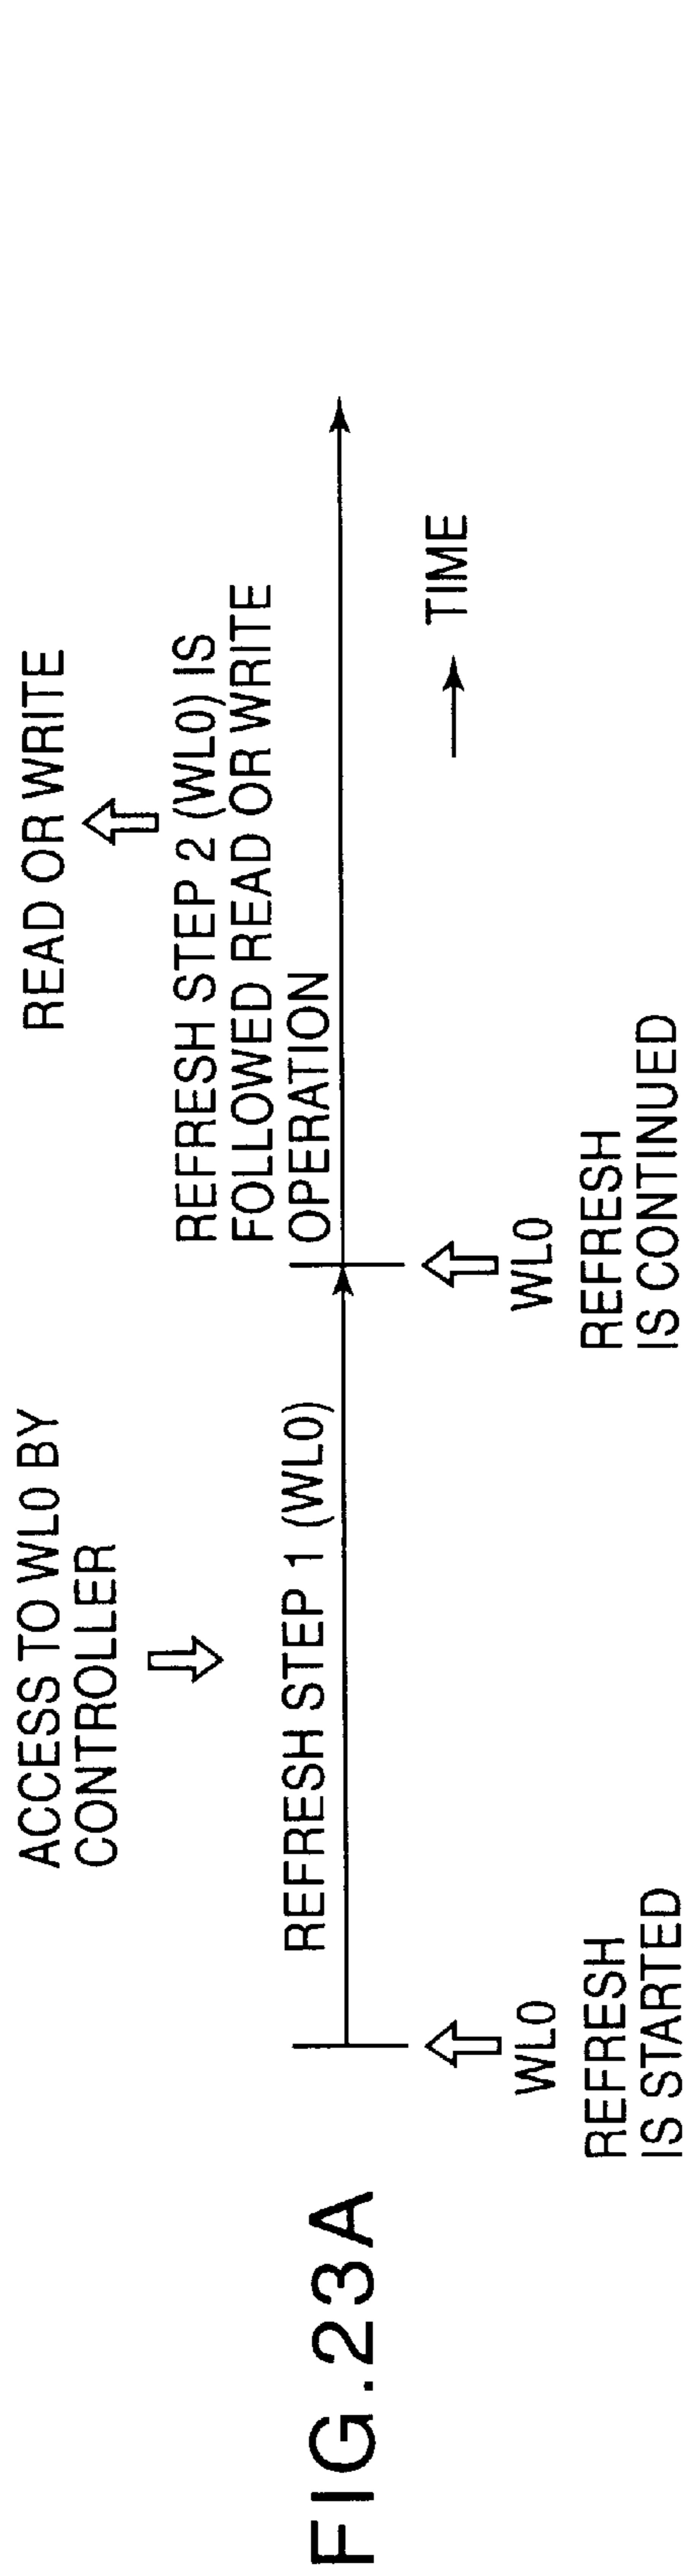 FIG.23A
ACCESS TO WL0 BY
CONTROLLER
READ OR WRITE
REFRESH STEP 1 (WL0)
REFRESH STEP 2 (WL0) IS
FOLLOWED READ OR WRITE
OPERATION
WL0
REFRESH
IS STARTED
WL0
REFRESH
IS CONTINUED
TIME